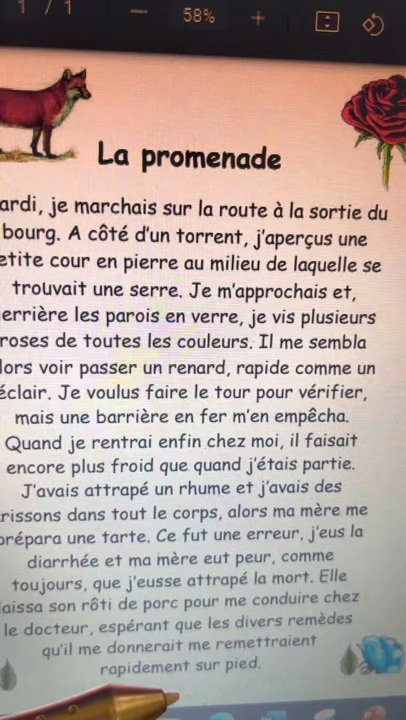 1 / 1 — 58% +
La promenade
ardi, je marchais sur la route à la sortie du
bourg. A côté d'un torrent, j'aperçus une
etite cour en pierre au milieu de laquelle se
trouvait une serre. Je m'approchais et,
errière les parois en verre, je vis plusieurs
roses de toutes les couleurs. Il me sembla
lors voir passer un renard, rapide comme un
éclair. Je voulus faire le tour pour vérifier,
mais une barrière en fer m'en empêcha.
Quand je rentrai enfin chez moi, il faisait
encore plus froid que quand j'étais partie.
J'avais attrapé un rhume et j'avais des
rissons dans tout le corps, alors ma mère me
prépara une tarte. Ce fut une erreur, j'eus la
diarrhée et ma mère eut peur, comme
toujours, que j'eusse attrapé la mort. Elle
laissa son rôti de porc pour me conduire chez
le docteur, espérant que les divers remèdes
qu'il me donnerait me remettraient
rapidement sur pied.